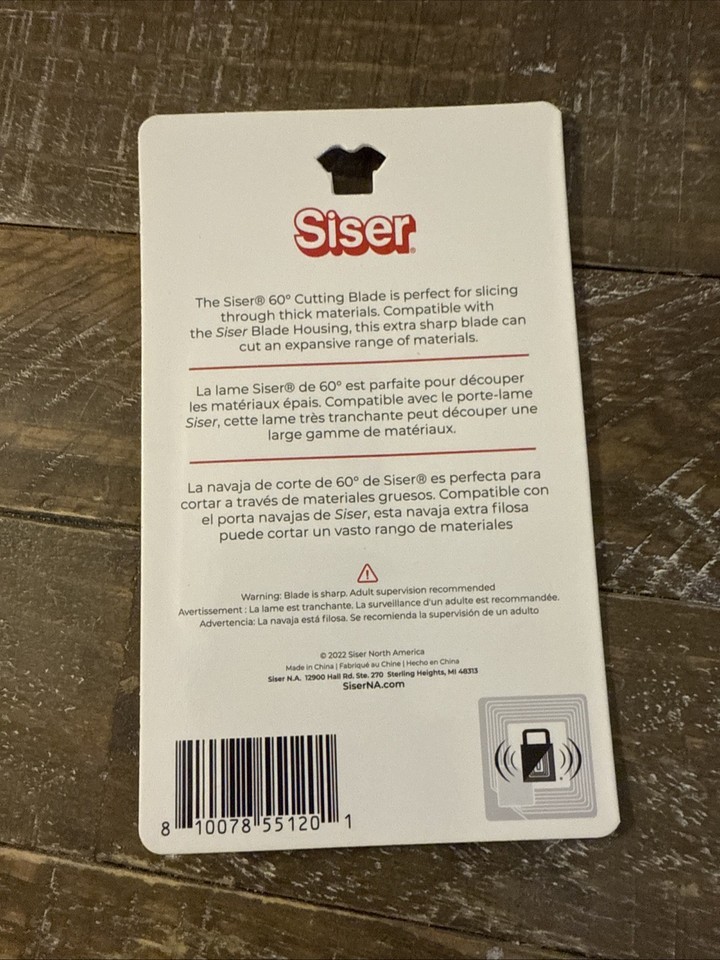 Siser®
The Siser® 60° Cutting Blade is perfect for slicing
through thick materials. Compatible with
the Siser Blade Housing, this extra sharp blade can
cut an expansive range of materials.
La lame Siser® de 60° est parfaite pour découper
les matériaux épais. Compatible avec le porte-lame
Siser, cette lame très tranchante peut découper une
large gamme de matériaux.
La navaja de corte de 60° de Siser® es perfecta para
cortar a través de materiales gruesos. Compatible con
el porta navajas de Siser, esta navaja extra filosa
puede cortar un vasto rango de materiales
Warning: Blade is sharp. Adult supervision recommended
Avertissement : La lame est tranchante. La surveillance d'un adulte est recommandée.
Advertencia: La navaja está filosa. Se recomienda la supervisión de un adulto
© 2022 Siser North America
Made in China | Fabriqué au Chine | Hecho en China
Siser N.A. 12900 Hall Rd. Ste. 270 Sterling Heights, MI 48313
SiserNA.com
8 10078 55120 1